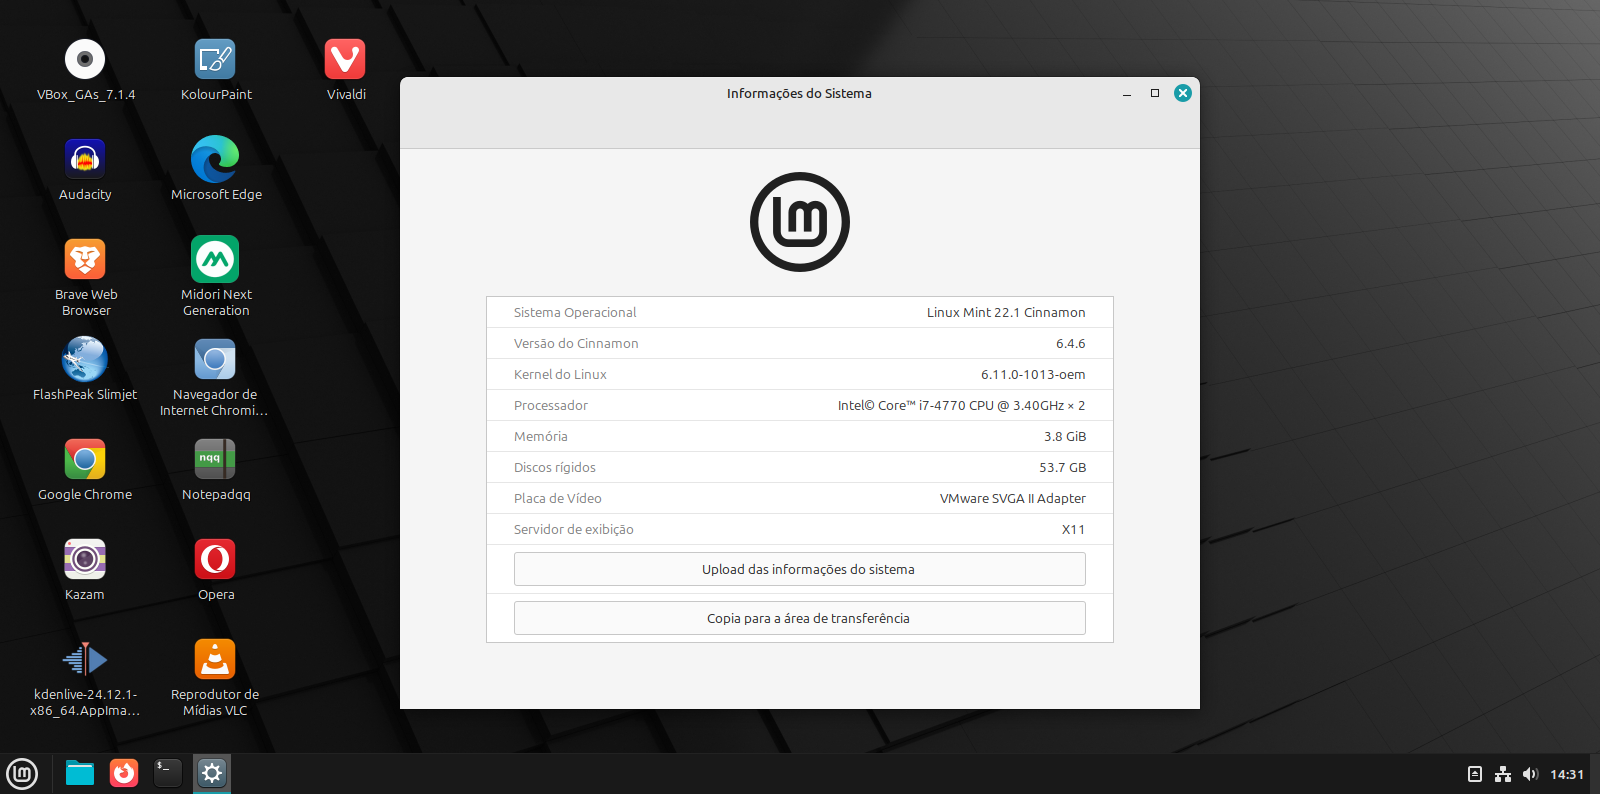 VBox_GAs_7.1.4
KolourPaint
Vivaldi
Audacity
Microsoft Edge
Brave Web
Browser
Midori Next
Generation
FlashPeak Slimjet
Navegador de
Internet Chromi...
Google Chrome
nqq
Notepadqq
Kazam
Opera
kdenlive-24.12.1-
x86_64.AppIma...
Reprodutor de
Mídias VLC
Informações do Sistema
Sistema Operacional
Linux Mint 22.1 Cinnamon
Versão do Cinnamon
6.4.6
Kernel do Linux
6.11.0-1013-oem
Processador
Intel© Core™ i7-4770 CPU @ 3.40GHz × 2
Memória
3.8 GiB
Discos rígidos
53.7 GB
Placa de Vídeo
VMware SVGA II Adapter
Servidor de exibição
X11
Upload das informações do sistema
Copia para a área de transferência
$_
14:31